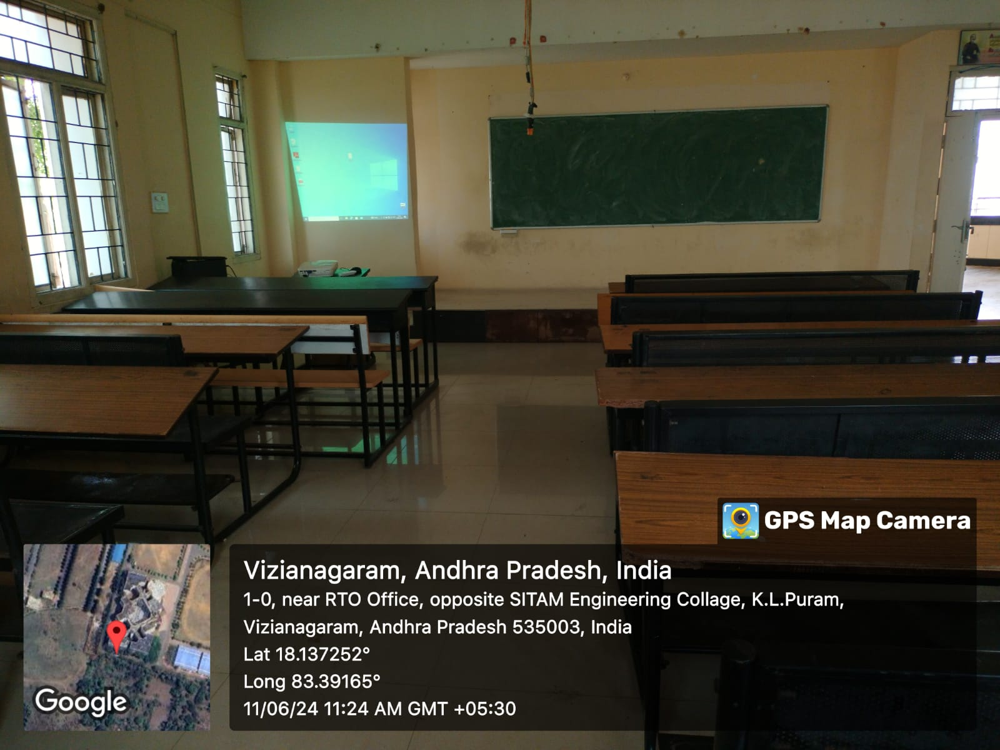 GPS Map Camera
Vizianagaram, Andhra Pradesh, India
1-0, near RTO Office, opposite SITAM Engineering Collage, K.L.Puram,
Vizianagaram, Andhra Pradesh 535003, India
Lat 18.137252°
Long 83.39165°
11/06/24 11:24 AM GMT +05:30
Google